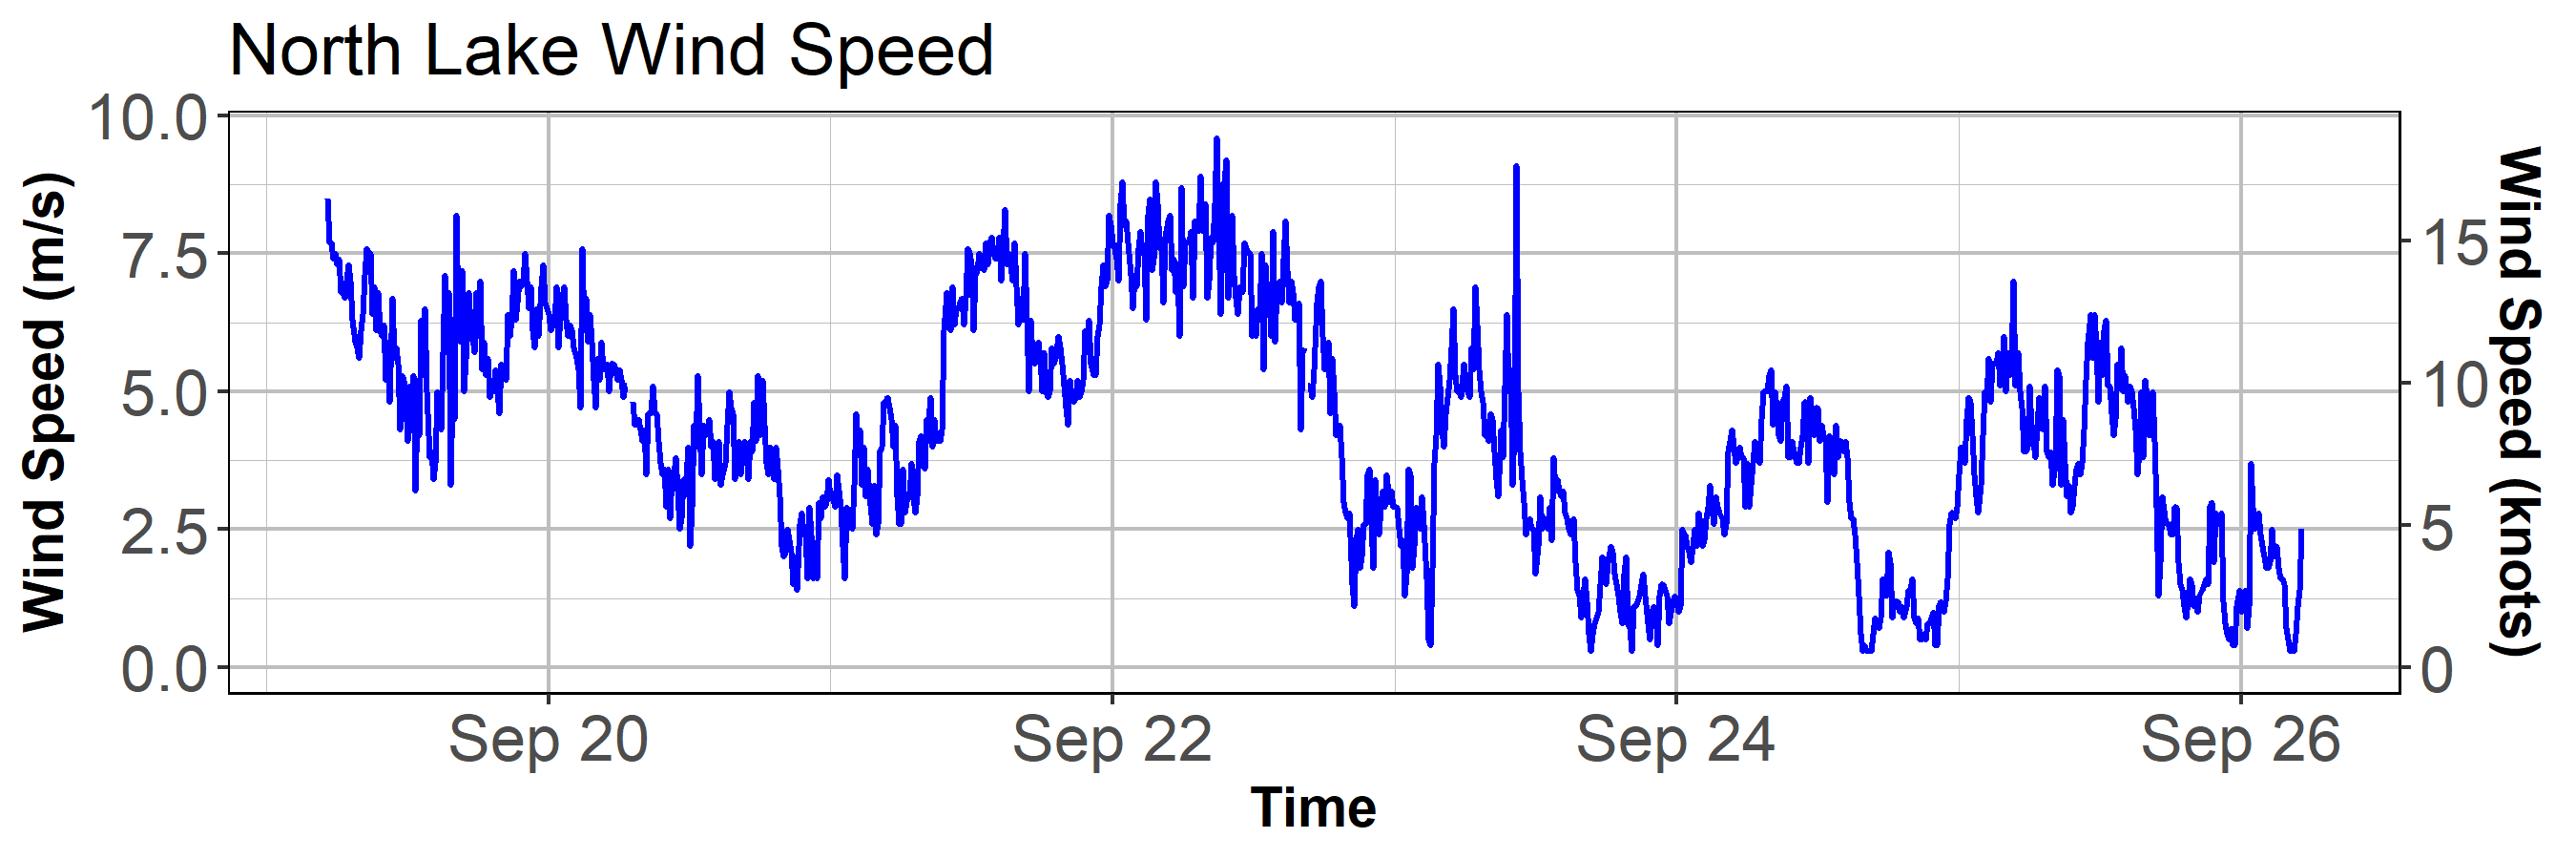 North Lake Wind Speed
Wind Speed (m/s)
10.0
7.5
5.0
2.5
0.0
Wind Speed (knots)
15
10
5
0
Sep 20
Sep 22
Sep 24
Sep 26
Time